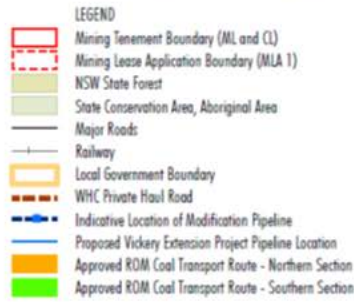 LEGEND
Mining Tenement Boundary (ML and CL)
Mining Lease Application Boundary (MLA 1)
NSW State Forest
State Conservation Area, Aboriginal Area
Major Roads
Railway
Local Government Boundary
WHC Private Haul Road
Indicative Location of Modification Pipeline
Proposed Vickery Extension Project Pipeline Location
Approved ROM Coal Transport Route - Northern Section
Approved ROM Coal Transport Route - Southern Section